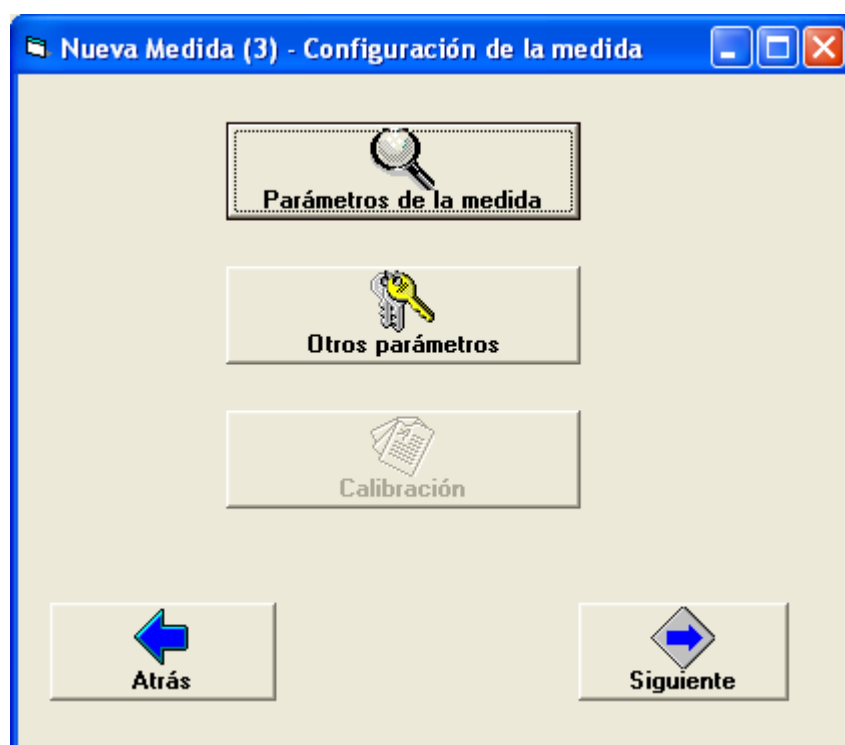 Nueva Medida (3) - Configuración de la medida
Parámetros de la medida
Otros parámetros
Calibración
Atrás
Siguiente